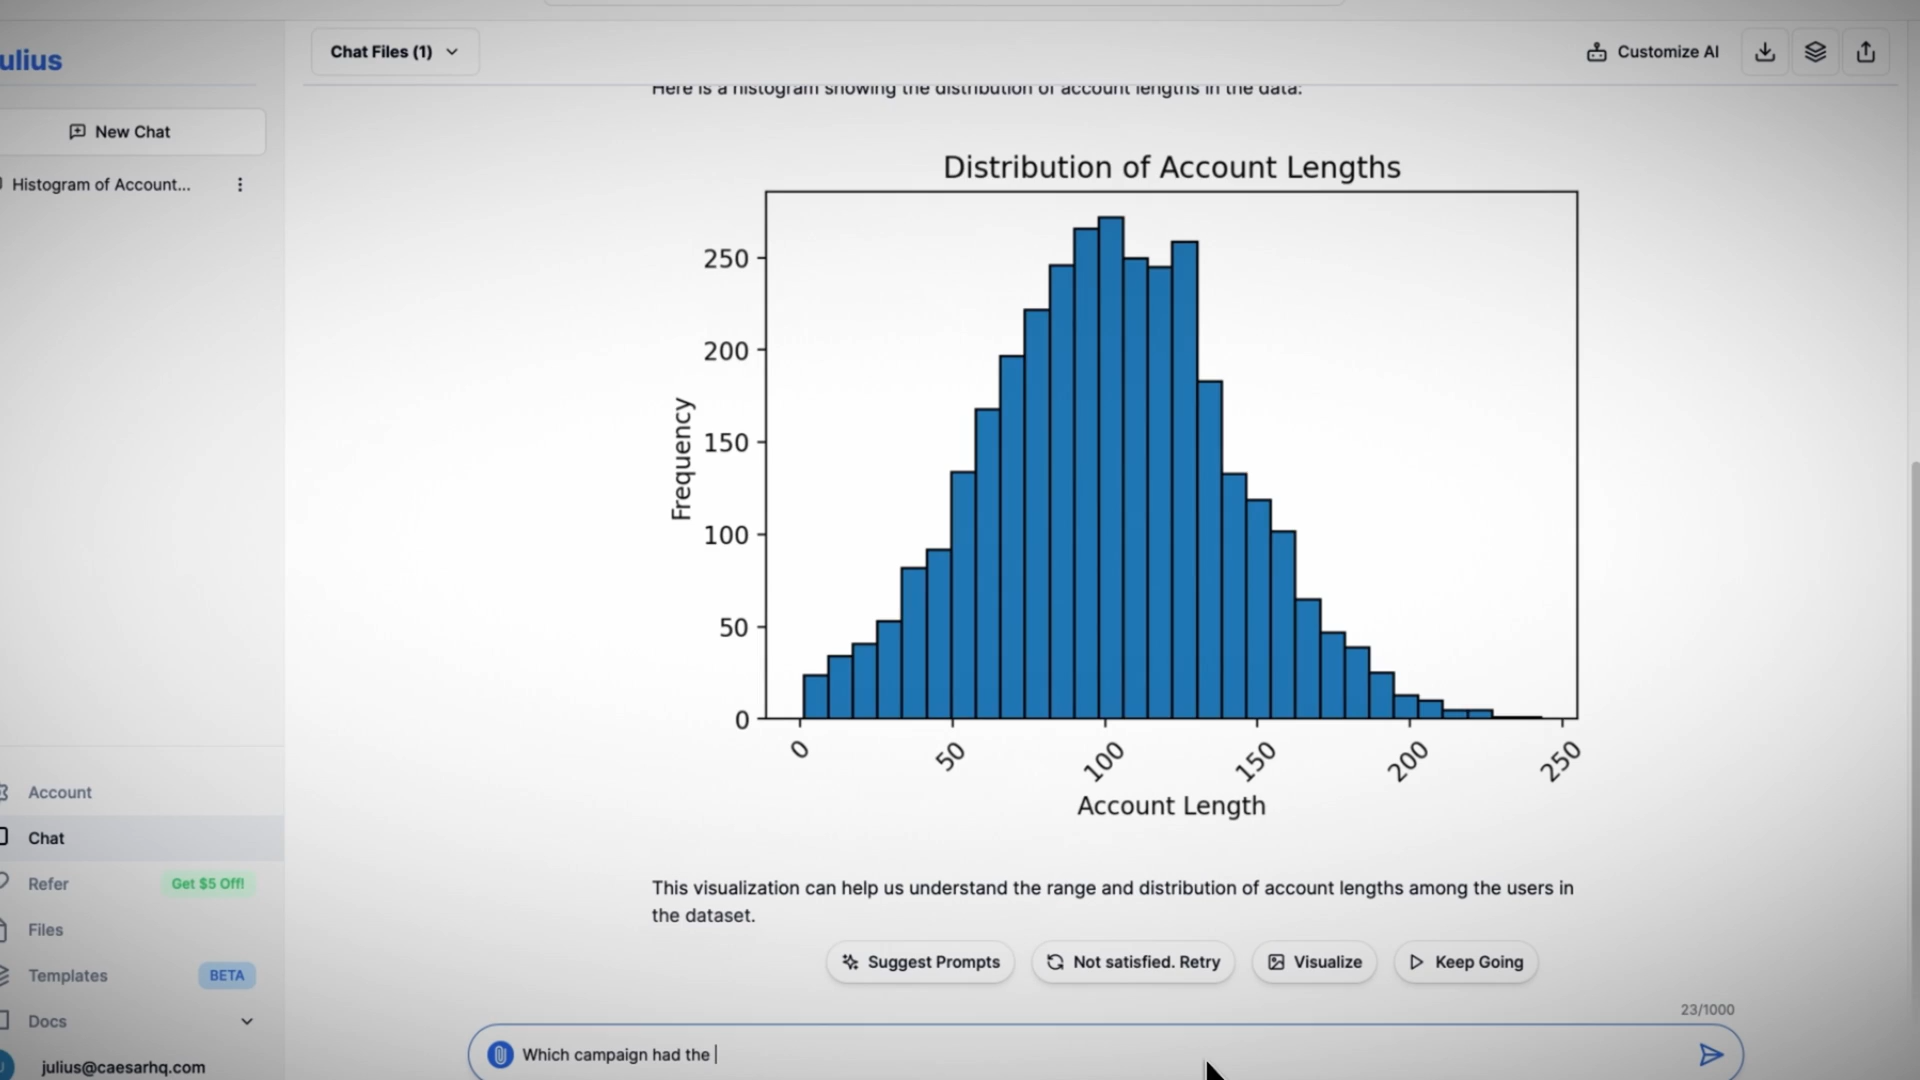 ulius
Chat Files (1)
Customize AI
New Chat
Histogram of Account...
Here is a histogram showing the distribution of account lengths in the data:
Distribution of Account Lengths
250
200
150
100
50
0
Frequency
0
50
100
150
200
250
Account Length
This visualization can help us understand the range and distribution of account lengths among the users in
the dataset.
Suggest Prompts
Not satisfied. Retry
Visualize
Keep Going
23/1000
Which campaign had the
Account
Chat
Refer
Get $5 Off!
Files
Templates
BETA
Docs
julius@caesarhq.com